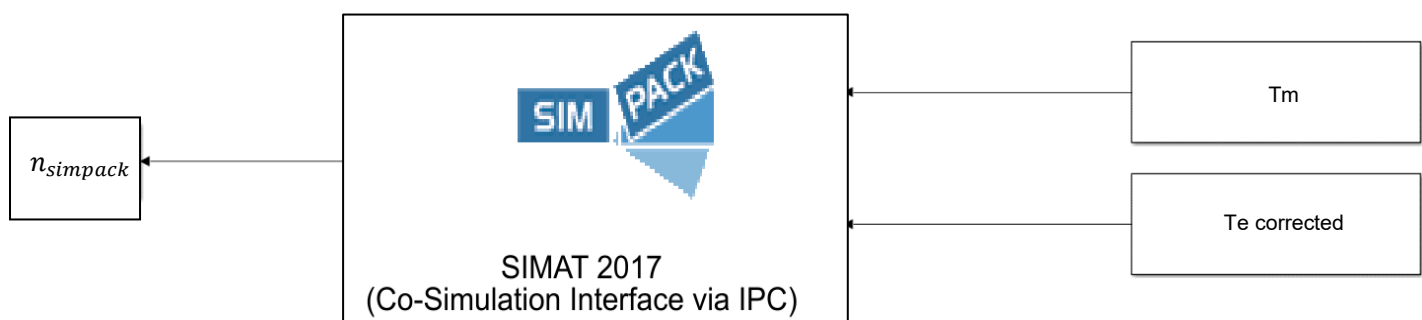 SIM PACK
Tm
n_simpack
Te corrected
SIMAT 2017
(Co-Simulation Interface via IPC)